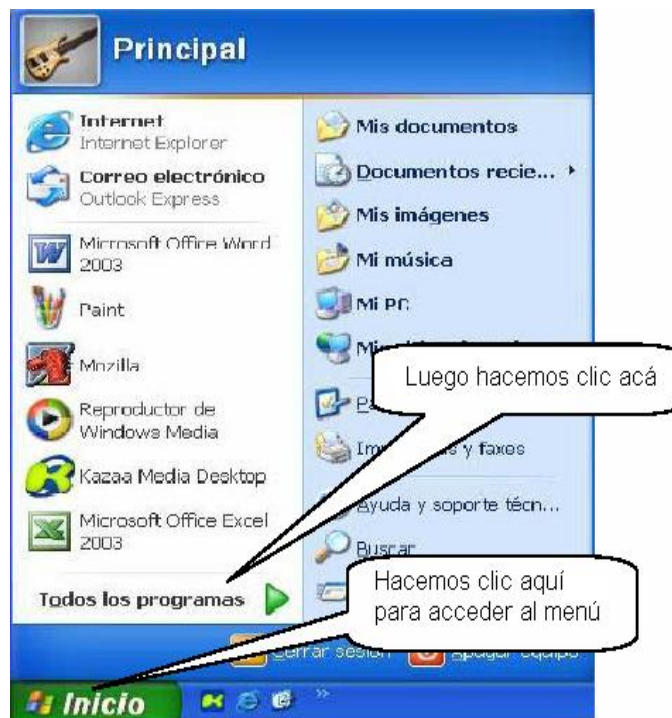 Principal
Internet
Internet Explorer
Correo electrónico
Outlook Express
Microsoft Office Word
2003
Paint
Mozilla
Reproductor de
Windows Media
Kazaa Media Desktop
Microsoft Office Excel
2003
Todos los programas
Mis documentos
Documentos recie...
Mis imágenes
Mi música
Mi PC
Luego hacemos clic acá
y faxes
Ayuda y soporte técn...
Buscar
Hacemos clic aquí
para acceder al menú
Cerrar sesión
Apagar equipo
Inicio